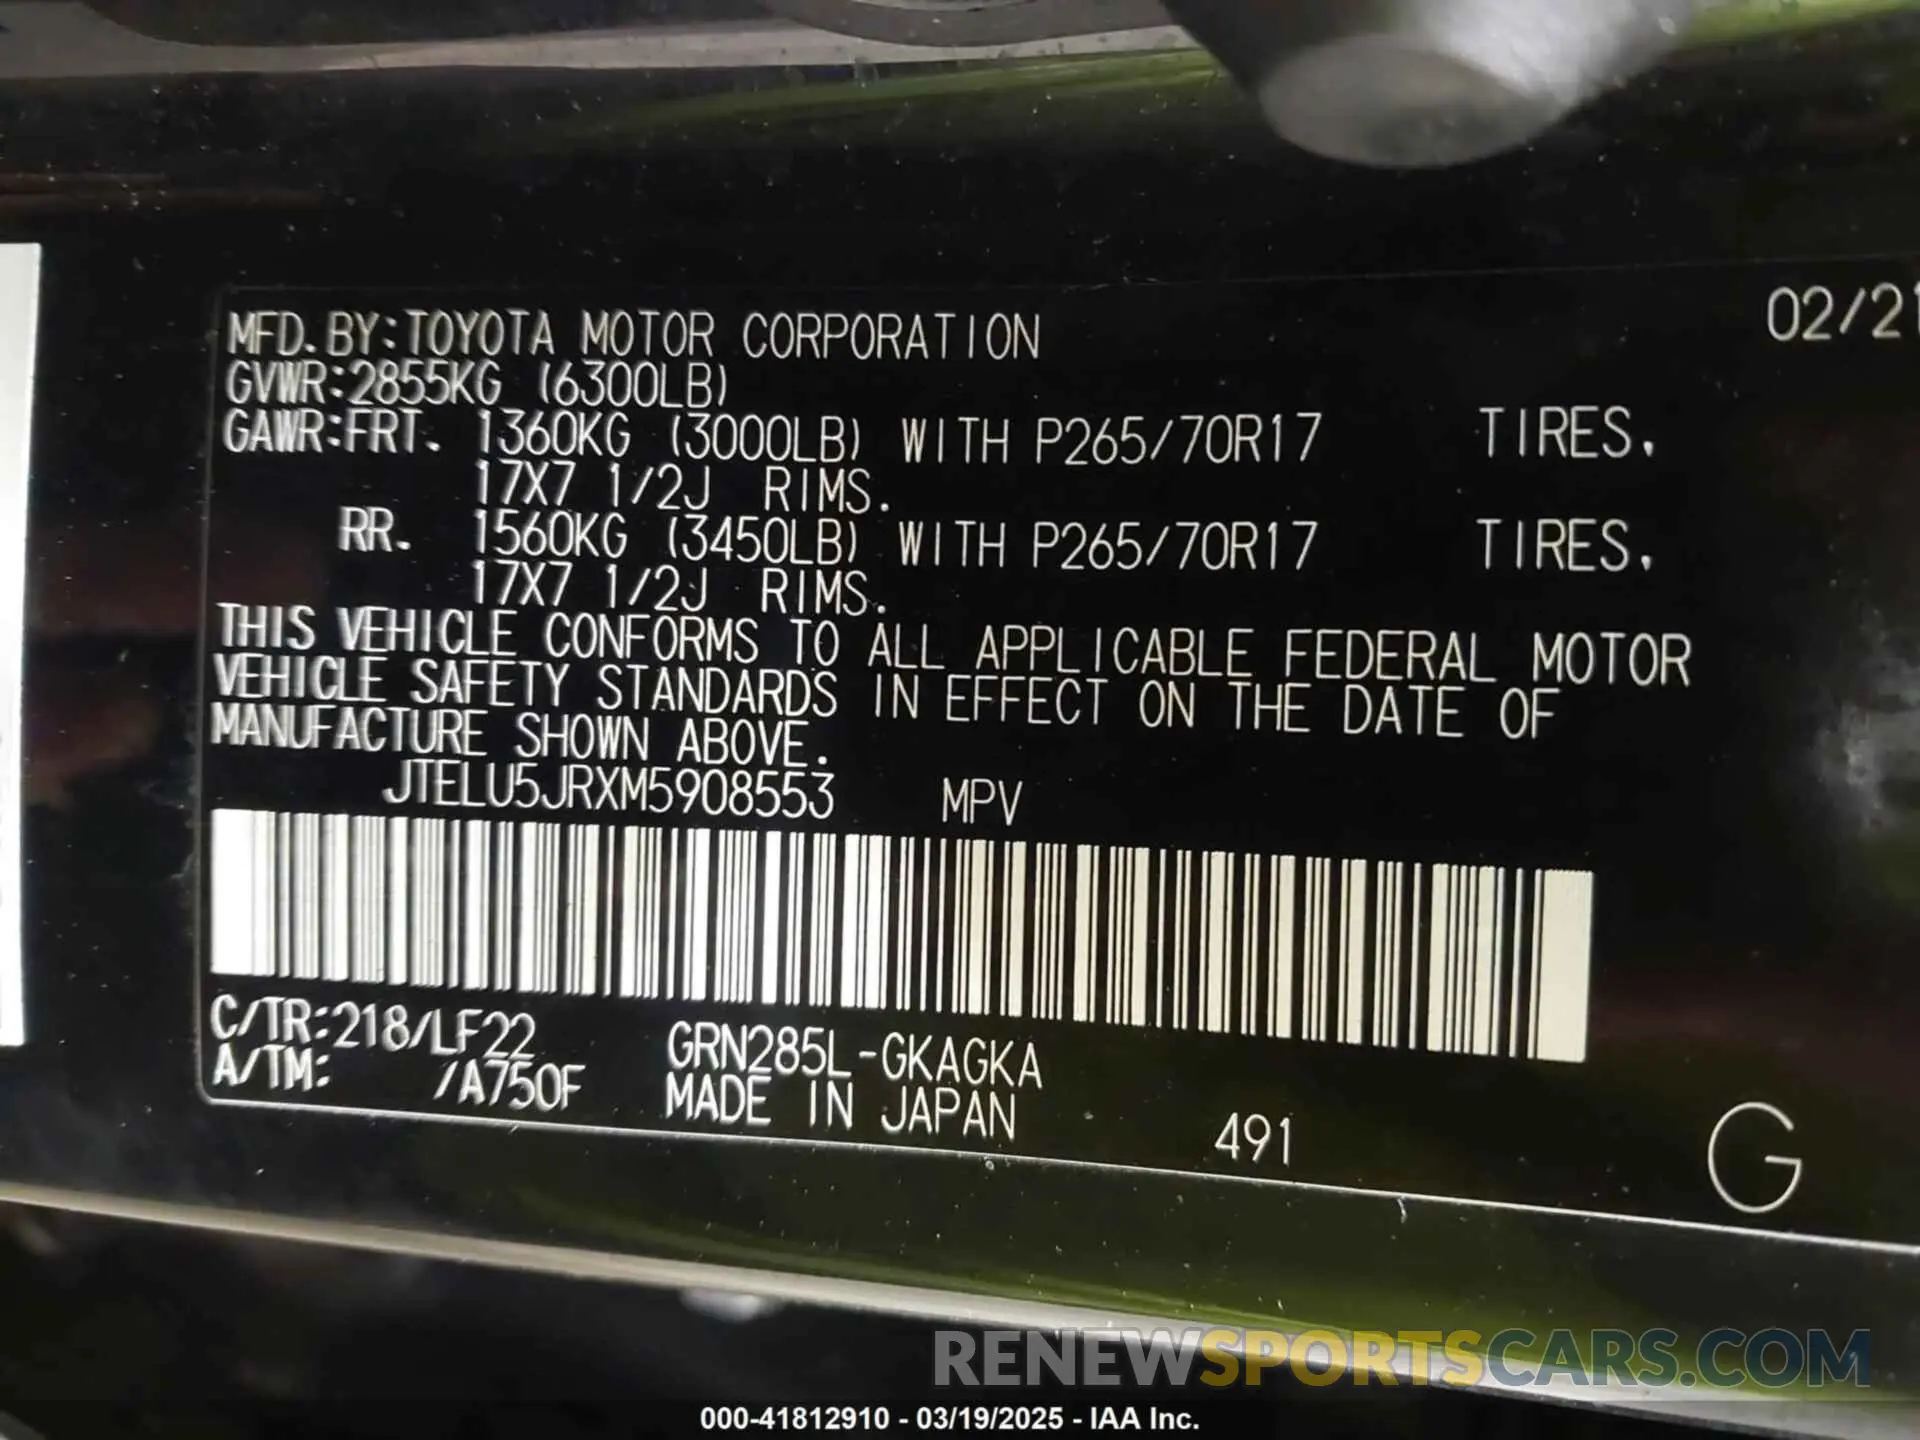 02/21
MFD. BY:TOYOTA MOTOR CORPORATION
GVWR:2855KG (6300LB)
GAWR:FRT. 1360KG (3000LB) WITH P265/70R17 TIRES,
17X7 1/2J RIMS.
RR. 1560KG (3450LB) WITH P265/70R17 TIRES,
17X7 1/2J RIMS.
THIS VEHICLE CONFORMS TO ALL APPLICABLE FEDERAL MOTOR
VEHICLE SAFETY STANDARDS IN EFFECT ON THE DATE OF
MANUFACTURE SHOWN ABOVE.
JTELU5JRXM5908553 MPV
C/TR:218/LF22 GRN285L-GKAGKA
A/TM: /A750F MADE IN JAPAN
491 G
RENEWSPORTSCARS.COM
000-41812910 - 03/19/2025 - IAA Inc.